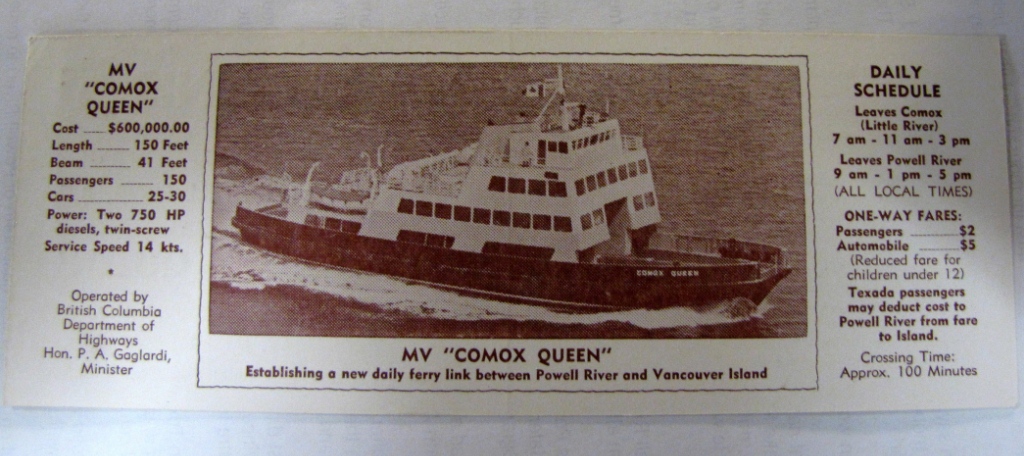 MV
"COMOX
QUEEN"
Cost ..... $600,000.00
Length ......... 150 Feet
Beam ......... 41 Feet
Passengers ....... 150
Cars ............ 25-30
Power: Two 750 HP
diesels, twin-screw
Service Speed 14 kts.
*
Operated by
British Columbia
Department of
Highways
Hon. P. A. Gaglardi,
Minister
COMOX QUEEN
MV "COMOX QUEEN"
Establishing a new daily ferry link between Powell River and Vancouver Island
DAILY
SCHEDULE
Leaves Comox
(Little River)
7 am - 11 am - 3 pm
Leaves Powell River
9 am - 1 pm - 5 pm
(ALL LOCAL TIMES)
ONE-WAY FARES:
Passengers ........... $2
Automobile ........... $5
(Reduced fare for
children under 12)
Texada passengers
may deduct cost to
Powell River from fare
to Island.
Crossing Time:
Approx. 100 Minutes